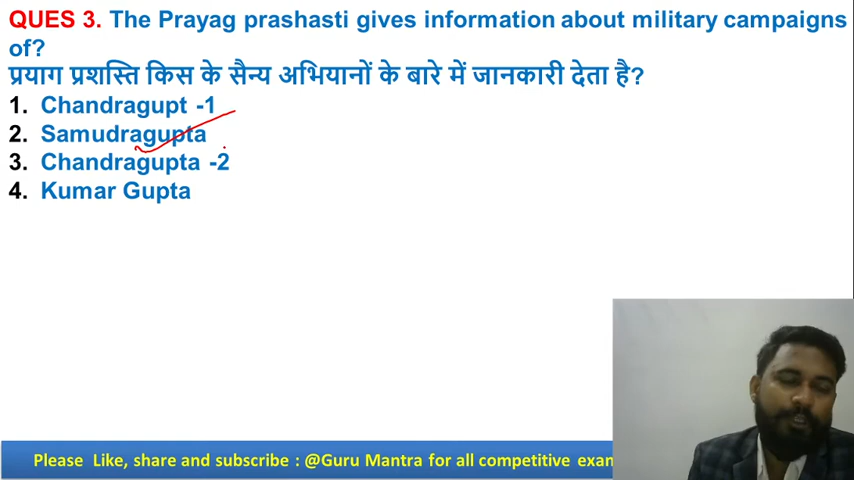 QUES 3. The Prayag prashasti gives information about military campaigns
of?
प्रयाग प्रशस्ति किस के सैन्य अभियानों के बारे में जानकारी देता है?
1. Chandragupt -1
2. Samudragupta
3. Chandragupta -2
4. Kumar Gupta
Please Like, share and subscribe : @Guru Mantra for all competitive exam